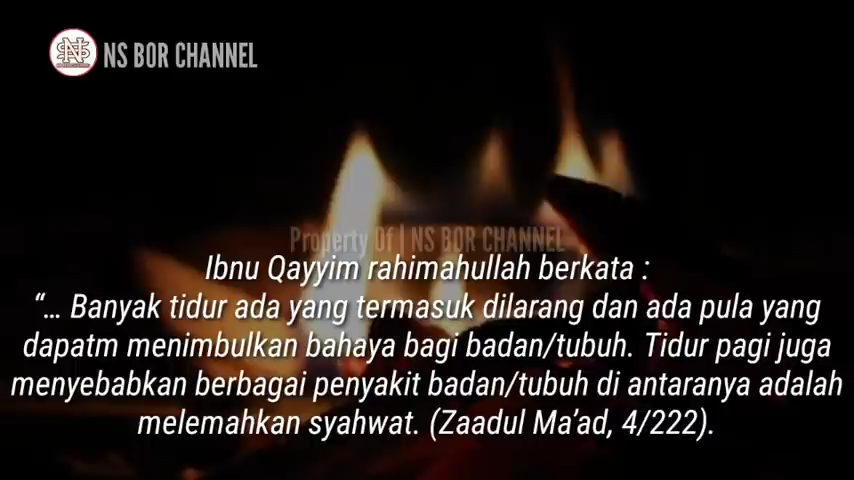 NS BOR CHANNEL
Property Of | NS BOR CHANNEL
Ibnu Qayyim rahimahullah berkata :
“... Banyak tidur ada yang termasuk dilarang dan ada pula yang
dapatm menimbulkan bahaya bagi badan/tubuh. Tidur pagi juga
menyebabkan berbagai penyakit badan/tubuh di antaranya adalah
melemahkan syahwat. (Zaadul Ma’ad, 4/222).